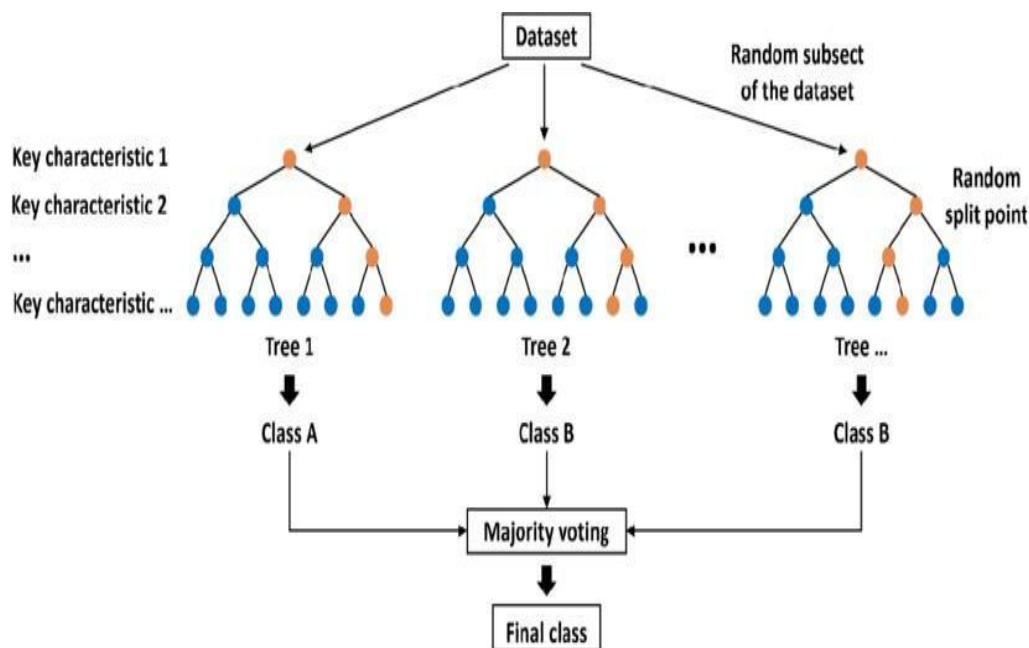 Dataset
Random subsect
of the dataset
Key characteristic 1
Key characteristic 2
Random
split point
...
...
Key characteristic ...
Tree 1
Tree 2
Tree ...
Class A
Class B
Class B
Majority voting
Final class